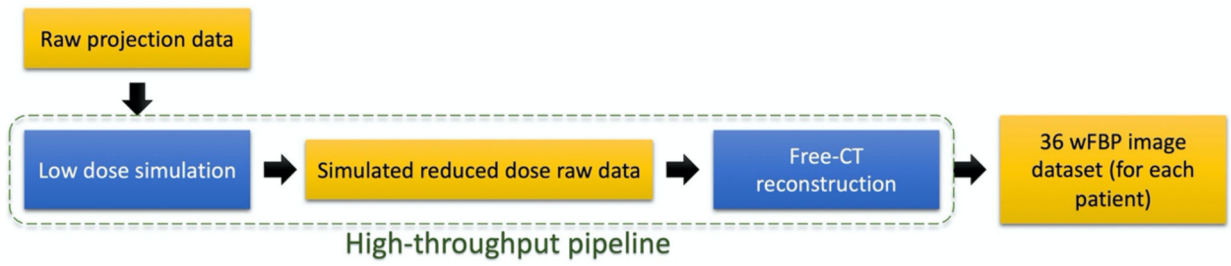 Raw projection data
Low dose simulation
Simulated reduced dose raw data
Free-CT
reconstruction
36 wFBP image
dataset (for each
patient)
High-throughput pipeline